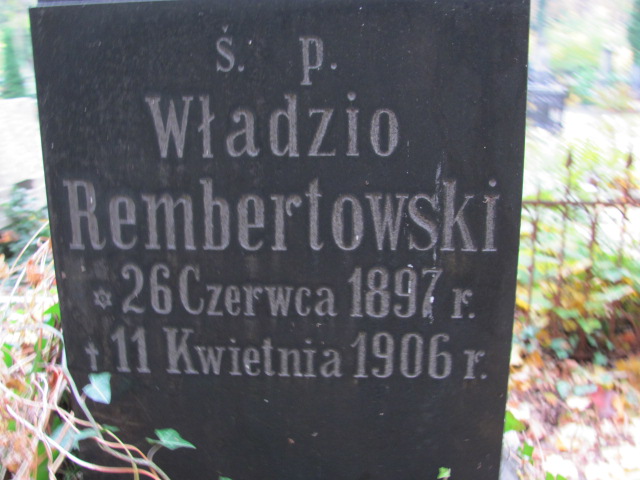 ś. p.
Władzio
Rembertowski
✡ 26 Czerwca 1897 r.
† 11 Kwietnia 1906 r.